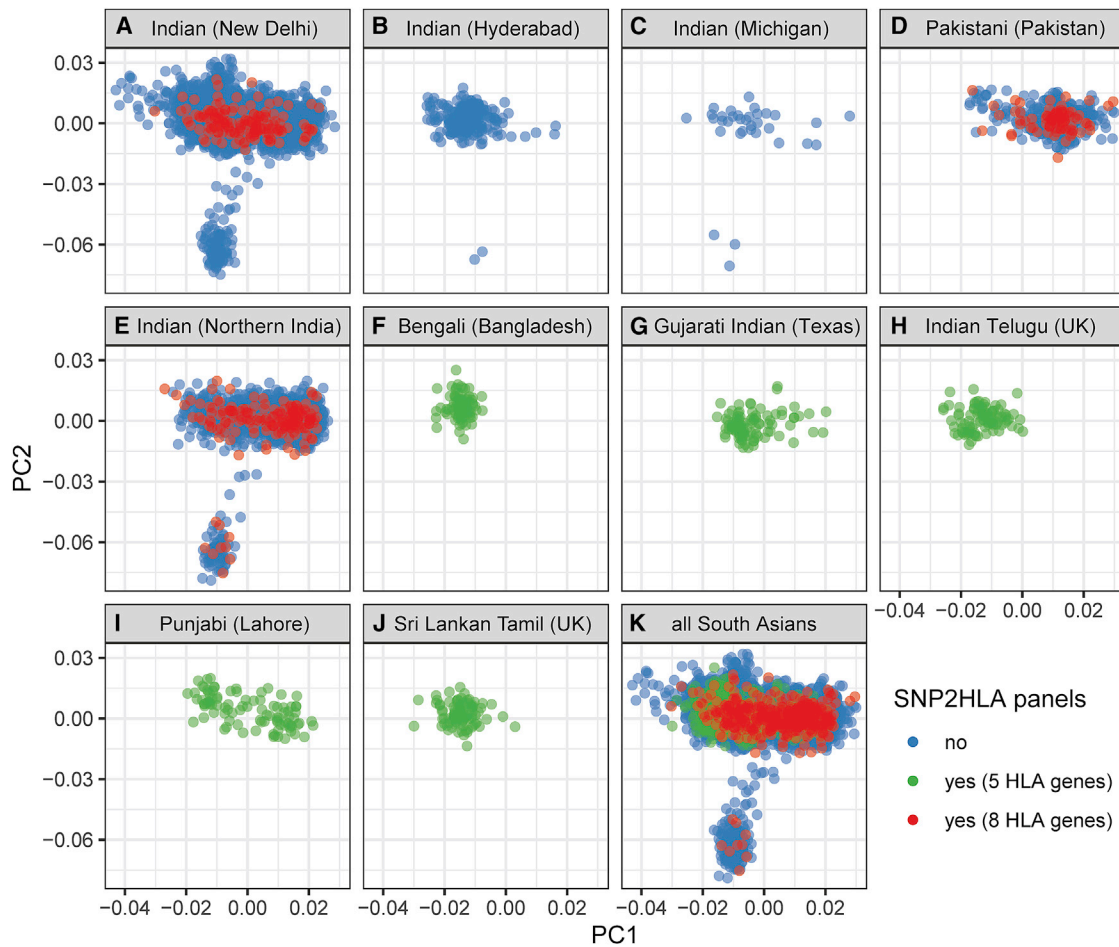 A Indian (New Delhi)
B Indian (Hyderabad)
C Indian (Michigan)
D Pakistani (Pakistan)
0.03
0.00
−0.03
−0.06
E Indian (Northern India)
F Bengali (Bangladesh)
G Gujarati Indian (Texas)
H Indian Telugu (UK)
0.03
0.00
−0.03
−0.06
PC2
−0.04 −0.02 0.00 0.02
I Punjabi (Lahore)
J Sri Lankan Tamil (UK)
K all South Asians
0.03
0.00
−0.03
−0.06
−0.04 −0.02 0.00 0.02
−0.04 −0.02 0.00 0.02
−0.04 −0.02 0.00 0.02
PC1
SNP2HLA panels
no
yes (5 HLA genes)
yes (8 HLA genes)